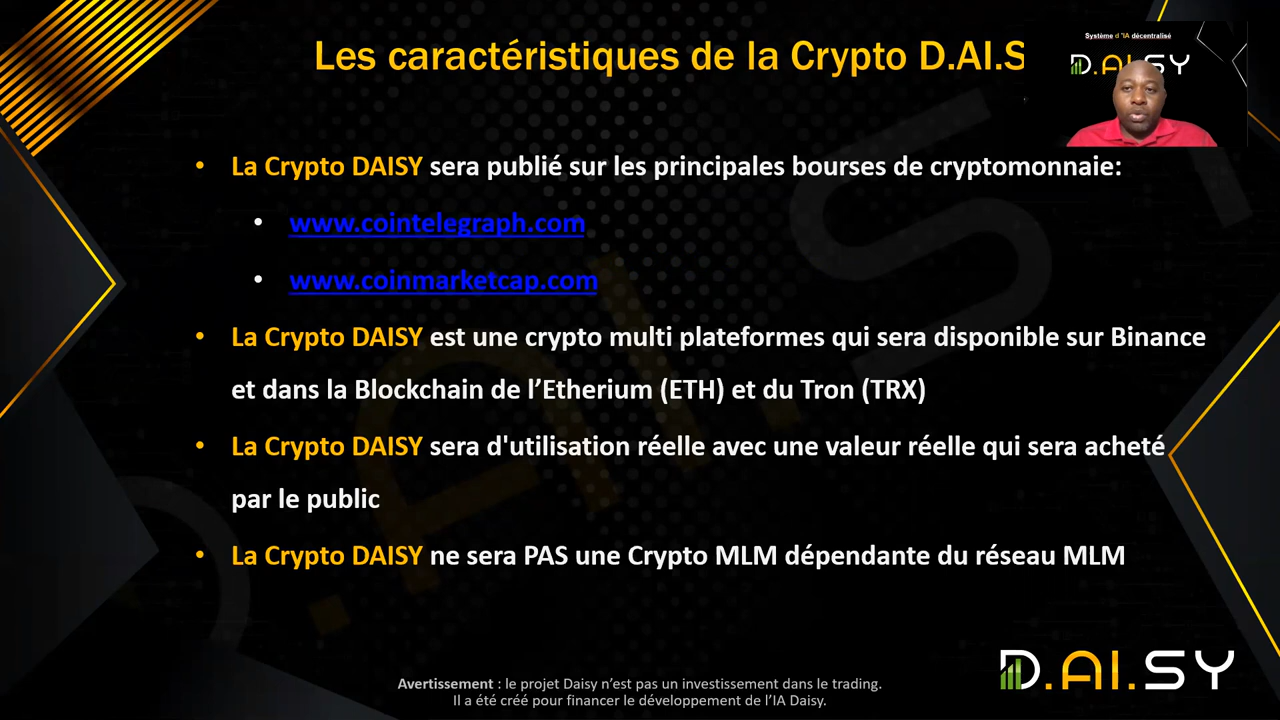 Les caractéristiques de la Crypto D.AI.S
Système d 'IA décentralisé
D.AI.SY
La Crypto DAISY sera publié sur les principales bourses de cryptomonnaie:
www.cointelegraph.com
www.coinmarketcap.com
La Crypto DAISY est une crypto multi plateformes qui sera disponible sur Binance
et dans la Blockchain de l’Etherium (ETH) et du Tron (TRX)
La Crypto DAISY sera d'utilisation réelle avec une valeur réelle qui sera acheté
par le public
La Crypto DAISY ne sera PAS une Crypto MLM dépendante du réseau MLM
D.AI.SY
Avertissement : le projet Daisy n’est pas un investissement dans le trading.
Il a été créé pour financer le développement de l’IA Daisy.